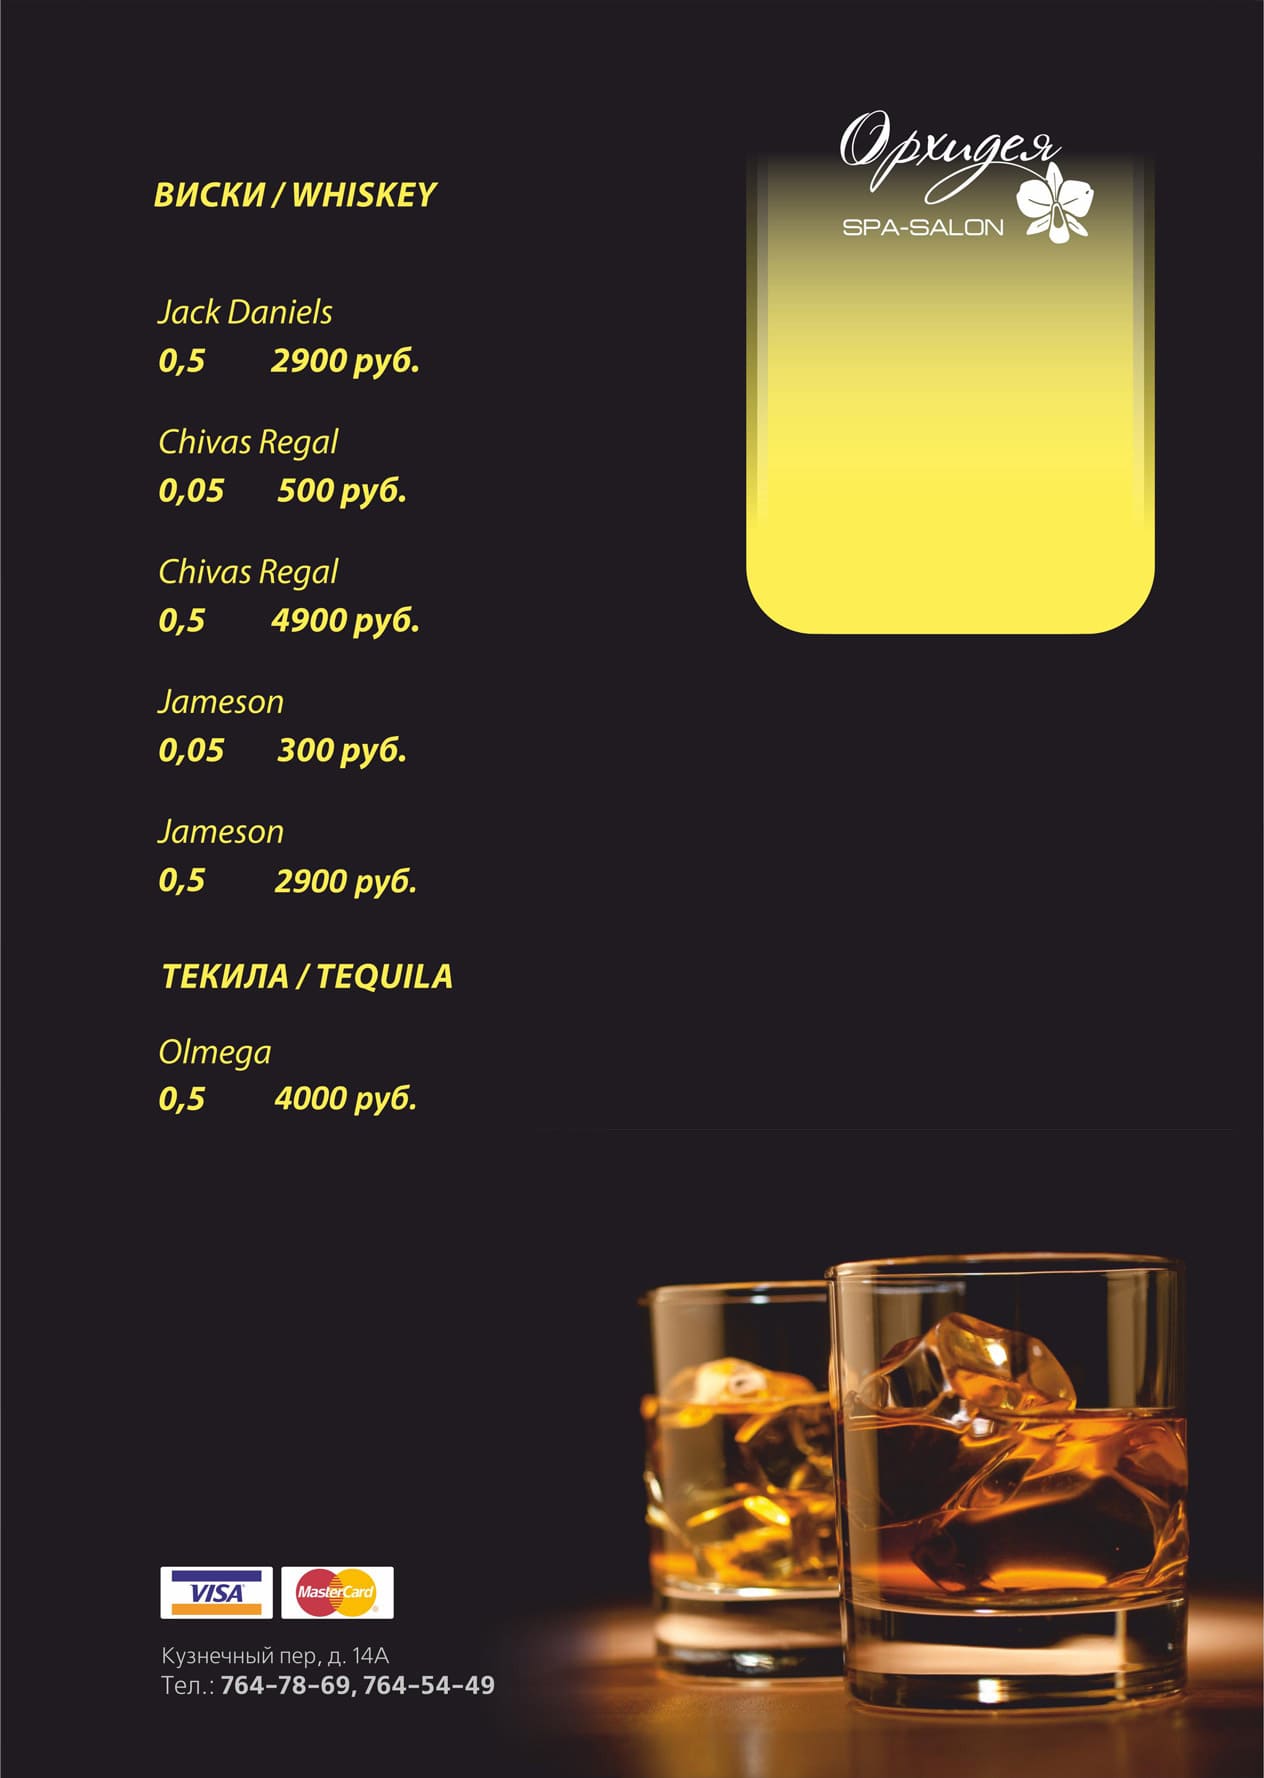 Орхидея
SPA-SALON
ВИСКИ / WHISKEY
Jack Daniels
0,5 2900 руб.
Chivas Regal
0,05 500 руб.
Chivas Regal
0,5 4900 руб.
Jameson
0,05 300 руб.
Jameson
0,5 2900 руб.
ТЕКИЛА / TEQUILA
Olmega
0,5 4000 руб.
VISA MasterCard
Кузнечный пер, д. 14А
Тел.: 764-78-69, 764-54-49